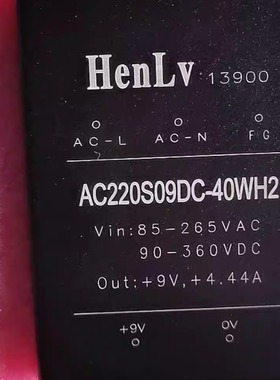 HenLv 13900
AC-L AC-N FG
AC220S09DC-40WH2
Vin:85-265VAC
90-360VDC
Out:+9V,+4.44A
+9V 0V